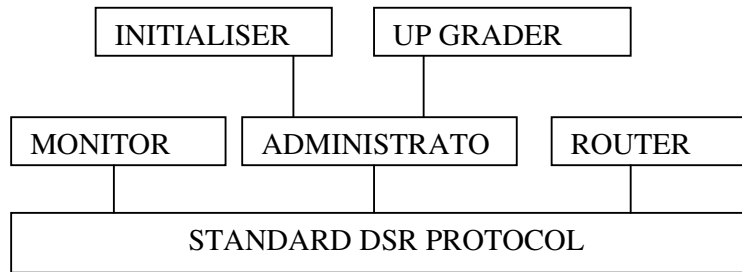 INITIALISER UP GRADER
MONITOR ADMINISTRATO ROUTER
STANDARD DSR PROTOCOL